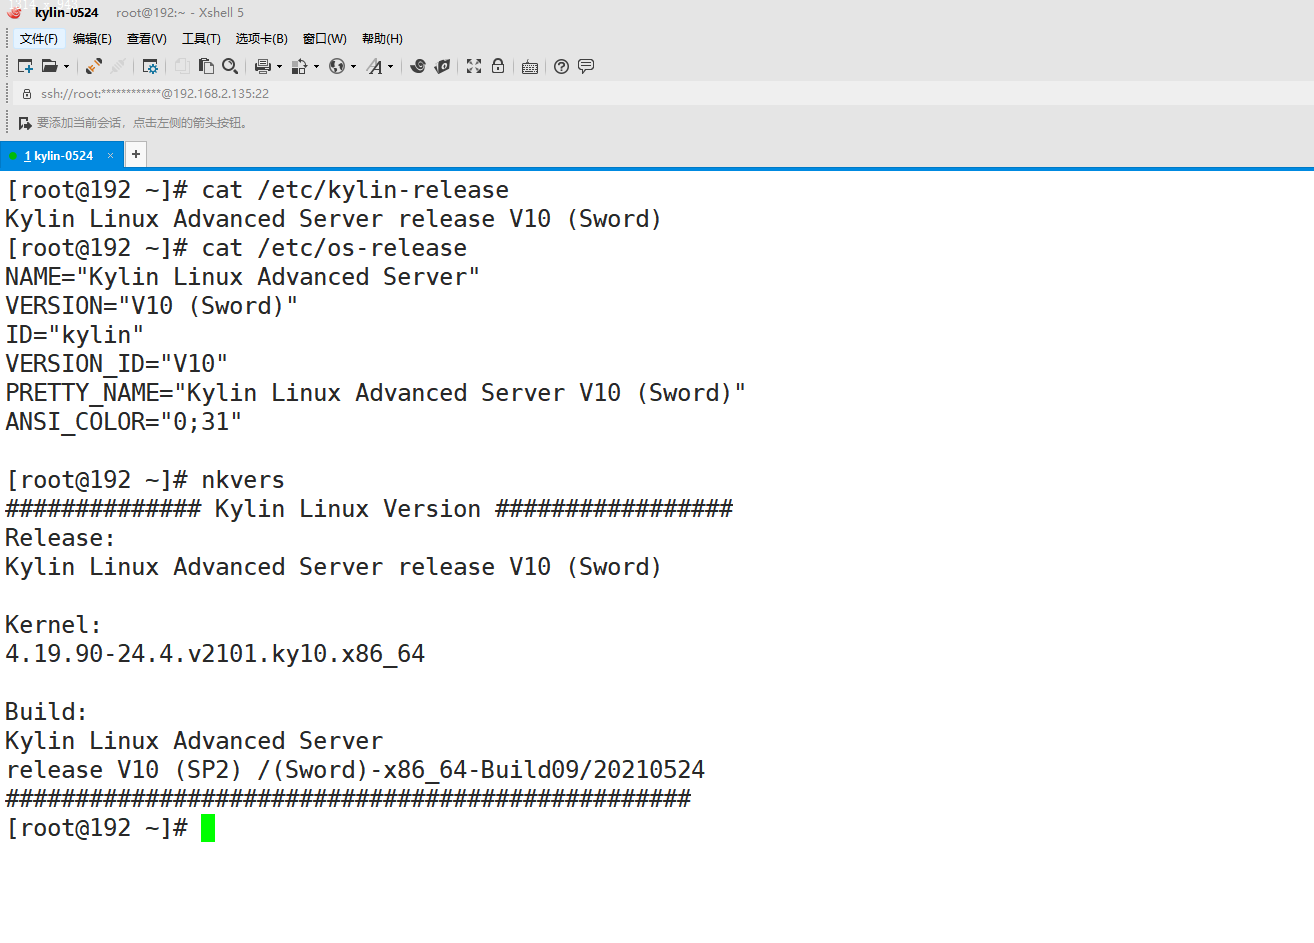 kylin-0524 root@192:~ - Xshell 5
文件(F) 编辑(E) 查看(V) 工具(T) 选项卡(B) 窗口(W) 帮助(H)
ssh://root:************@192.168.2.135:22
要添加当前会话，点击左侧的箭头按钮。
1 kylin-0524 × +
[root@192 ~]# cat /etc/kylin-release
Kylin Linux Advanced Server release V10 (Sword)
[root@192 ~]# cat /etc/os-release
NAME="Kylin Linux Advanced Server"
VERSION="V10 (Sword)"
ID="kylin"
VERSION_ID="V10"
PRETTY_NAME="Kylin Linux Advanced Server V10 (Sword)"
ANSI_COLOR="0;31"
[root@192 ~]# nkvers
############## Kylin Linux Version #################
Release:
Kylin Linux Advanced Server release V10 (Sword)
Kernel:
4.19.90-24.4.v2101.ky10.x86_64
Build:
Kylin Linux Advanced Server
release V10 (SP2) /(Sword)-x86_64-Build09/20210524
#################################################
[root@192 ~]#